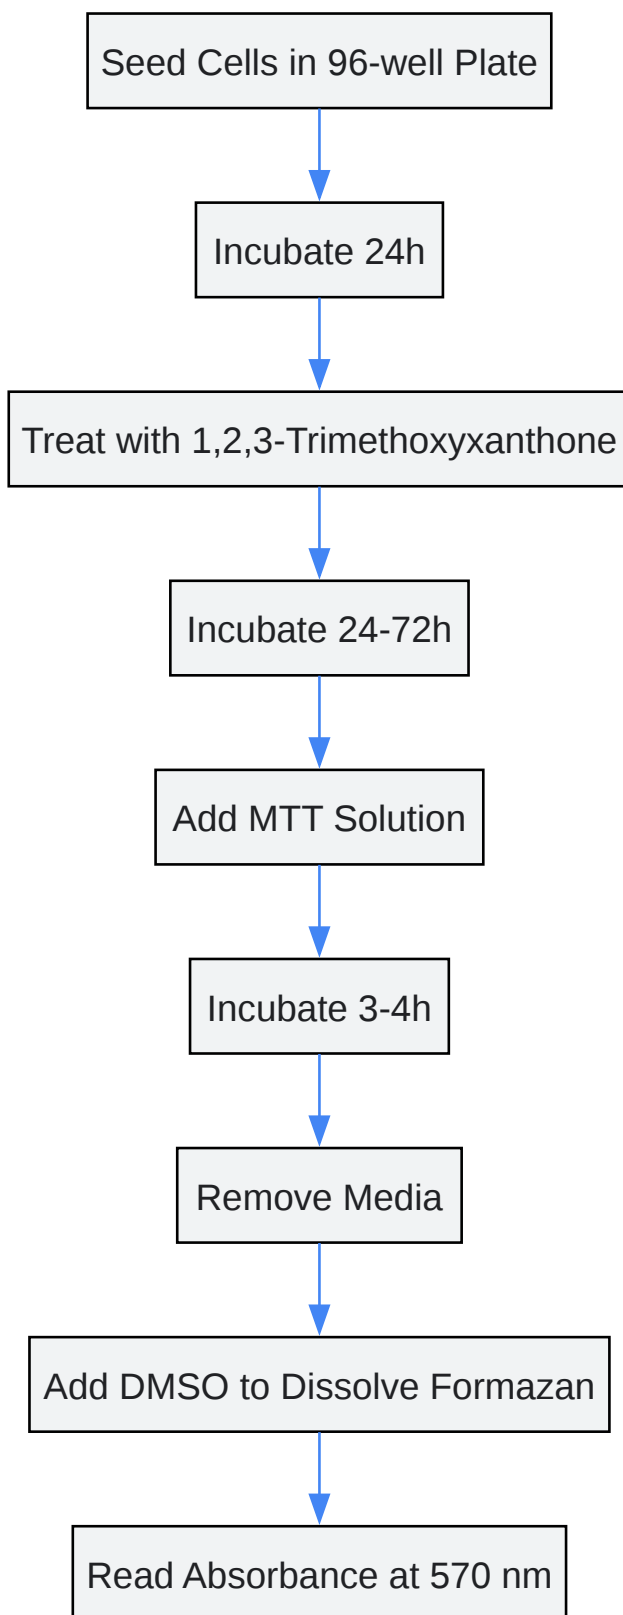 Seed Cells in 96-well Plate
Incubate 24h
Treat with 1,2,3-Trimethoxyxanthone
Incubate 24-72h
Add MTT Solution
Incubate 3-4h
Remove Media
Add DMSO to Dissolve Formazan
Read Absorbance at 570 nm